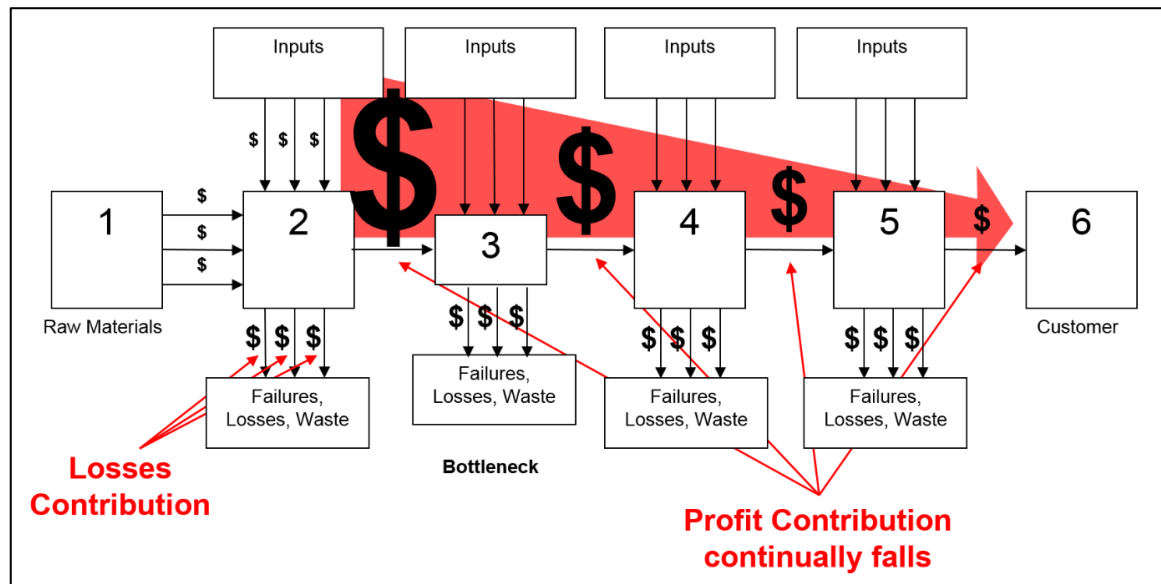 Inputs
Inputs
Inputs
Inputs
$ $ $
$
$
$
$
$
$
$
$
$
1
2
3
4
5
6
Raw Materials
Customer
$ $ $
$ $ $
$ $ $
$ $ $
Failures,
Losses, Waste
Failures,
Losses, Waste
Failures,
Losses, Waste
Failures,
Losses, Waste
Bottleneck
Losses
Contribution
Profit Contribution
continually falls